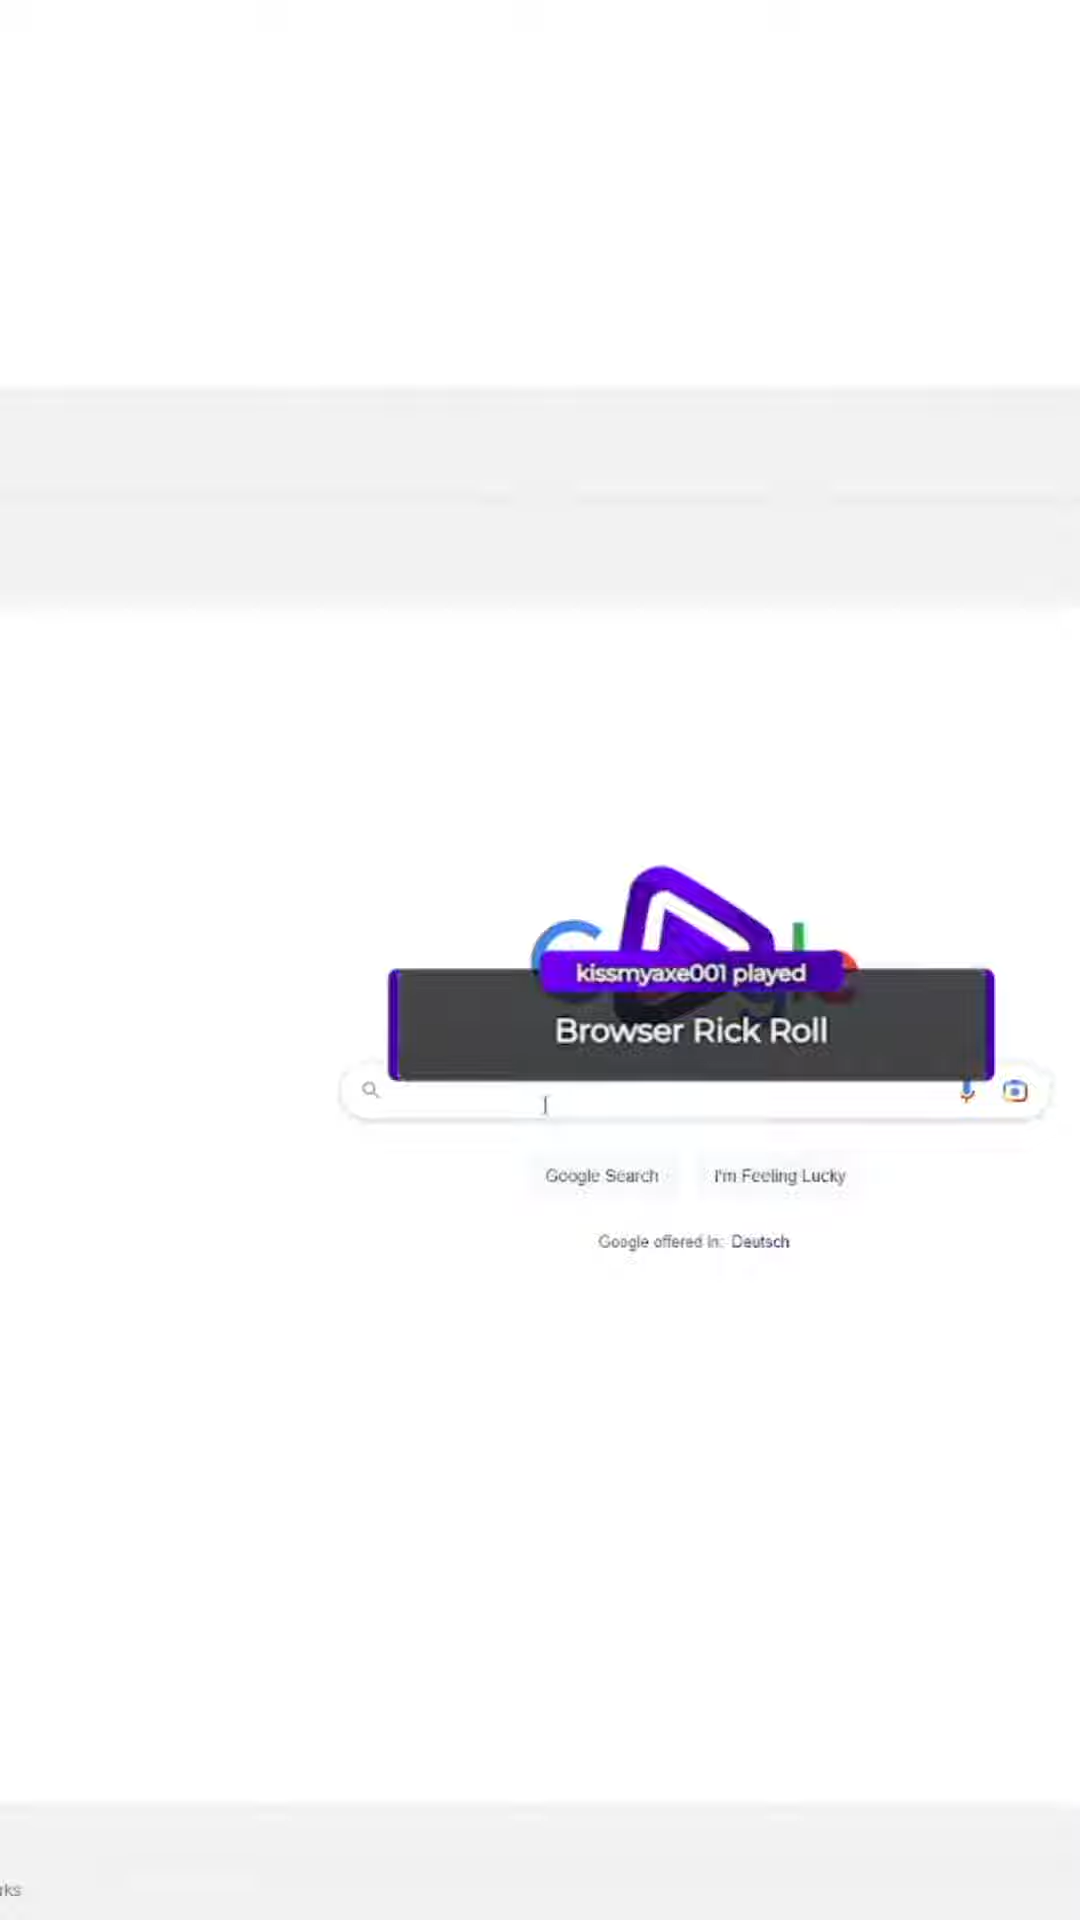 kissmyaxe001 played
Browser Rick Roll
Google Search
I'm Feeling Lucky
Google offered in: Deutsch